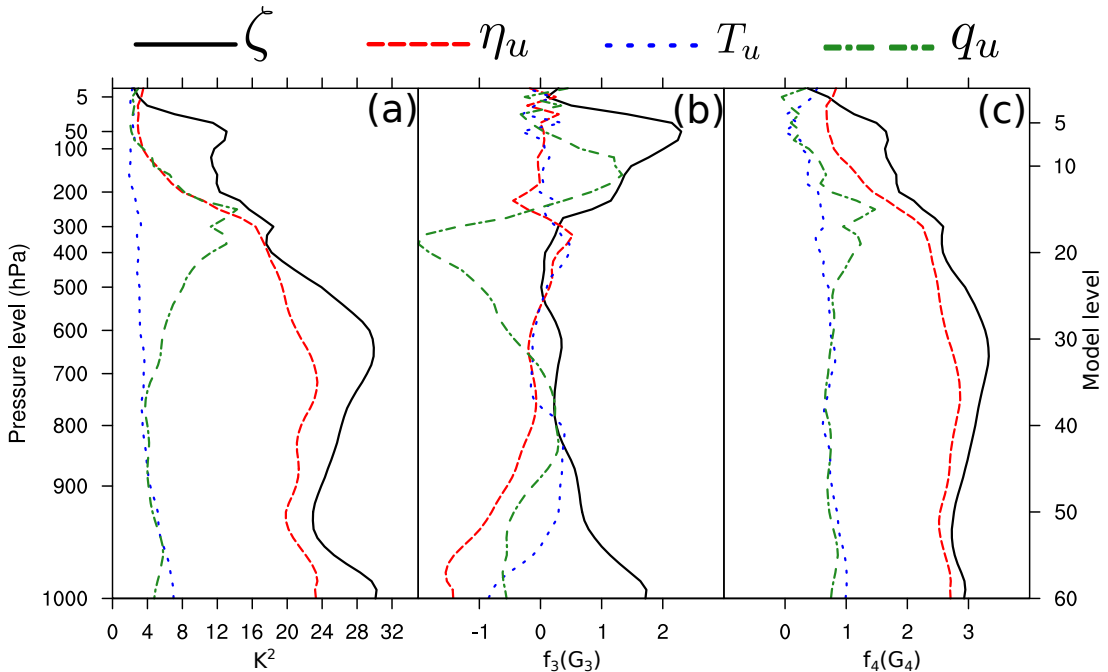 ζ η_u T_u q_u
(a) (b) (c)
Pressure level (hPa)
5
50
100
200
300
400
500
600
700
800
900
1000
5
10
20
30
40
50
60
Model level
0 4 8 12 16 20 24 28 32
-1 0 1 2
0 1 2 3
K²
f₃(G₃)
f₄(G₄)